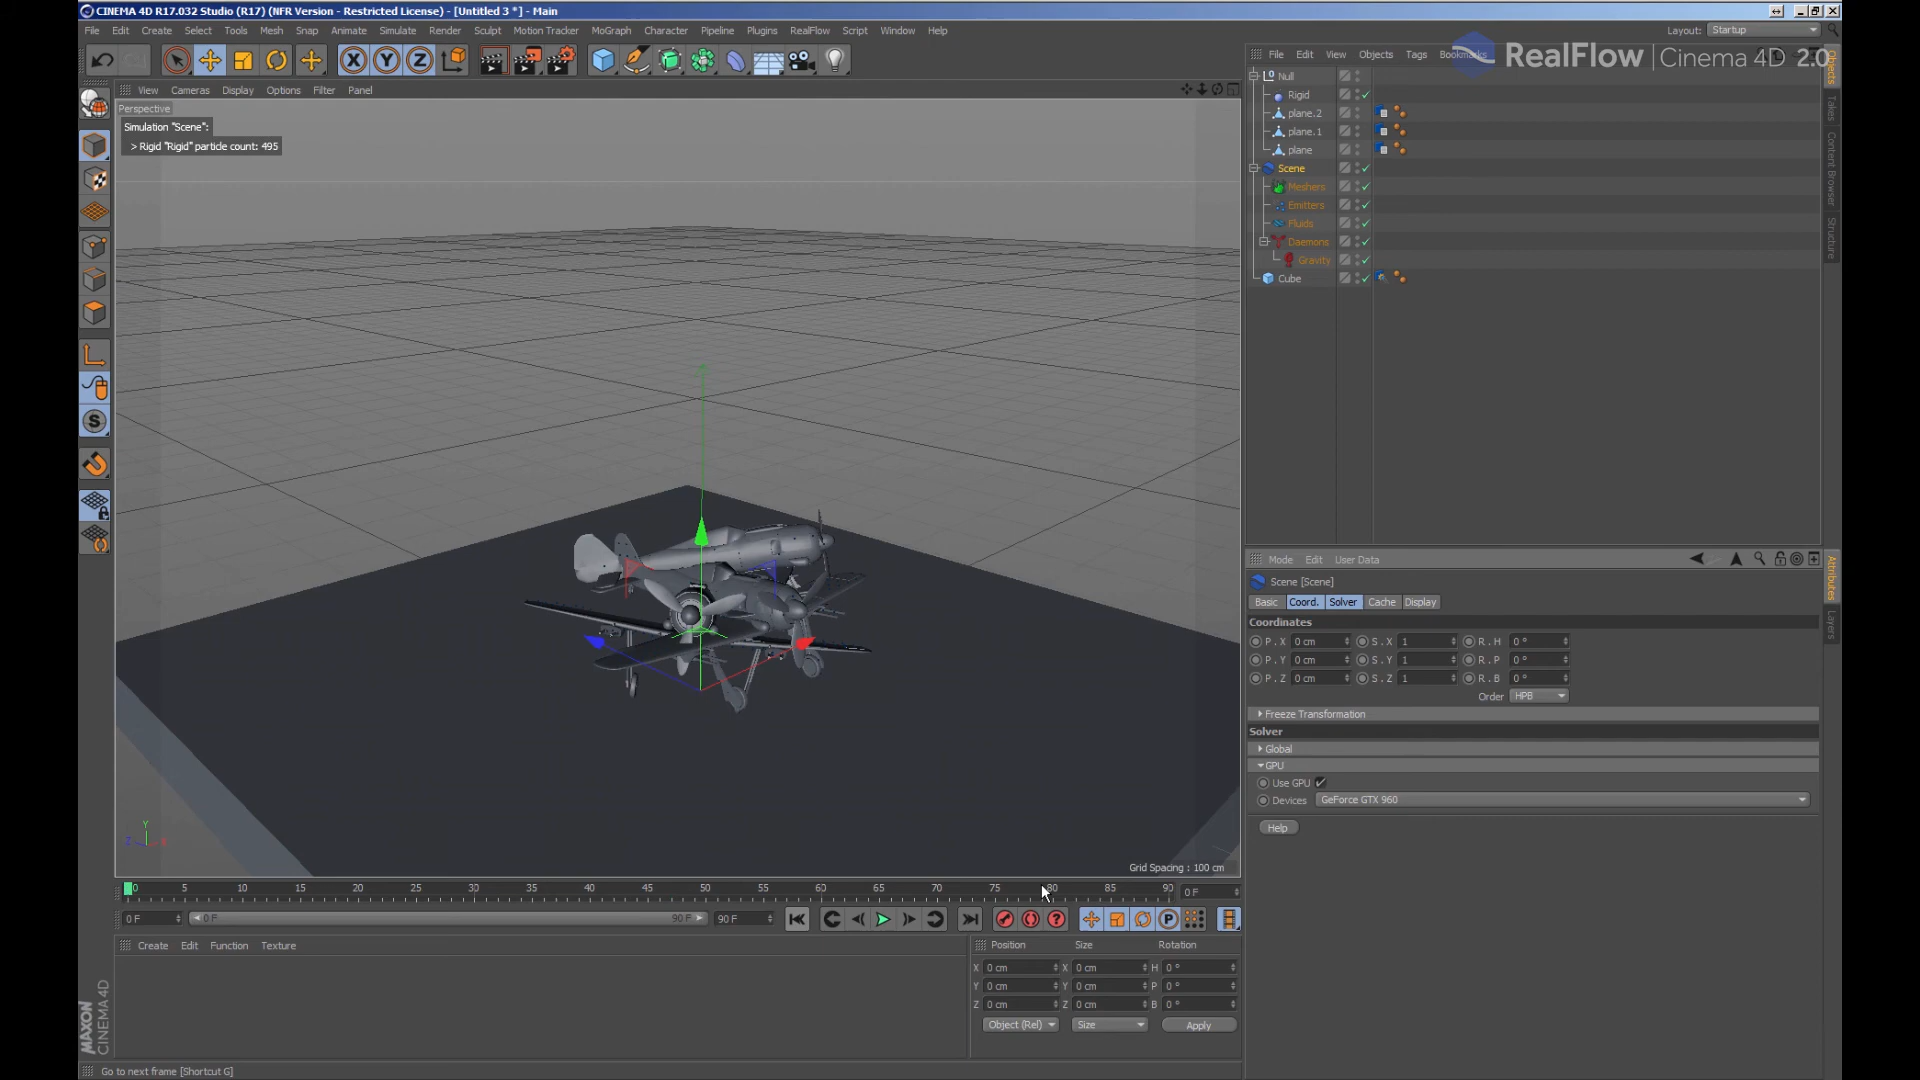 CINEMA 4D R17.032 Studio (R17) (NFR Version - Restricted License) - [Untitled 3 *] - Main
File Edit Create Select Tools Mesh Snap Animate Simulate Render Sculpt Motion Tracker MoGraph Character Pipeline Plugins RealFlow Script Window Help
Layout: Startup
File Edit View Objects Tags Bookmarks
RealFlow | Cinema 4D 2.0
X Y Z
View Cameras Display Options Filter Panel
Perspective
Simulation "Scene":
> Rigid "Rigid" particle count: 495
Null
Rigid
plane.2
plane.1
plane
Scene
Meshers
Emitters
Fluids
Daemons
Gravity
Cube
Objects
Takes
Content Browser
Structure
Mode Edit User Data
Scene [Scene]
Basic Coord. Solver Cache Display
Coordinates
P . X 0 cm S . X 1 R . H 0 °
P . Y 0 cm S . Y 1 R . P 0 °
P . Z 0 cm S . Z 1 R . B 0 °
Order HPB
Freeze Transformation
Solver
Global
GPU
Use GPU
Devices GeForce GTX 960
Help
Attributes
Layers
Y
Z X
Grid Spacing : 100 cm
0 5 10 15 20 25 30 35 40 45 50 55 60 65 70 75 80 85 90
0 F
0 F 0 F 90 F 90 F
P
Create Edit Function Texture
Position Size Rotation
X 0 cm X 0 cm H 0 °
Y 0 cm Y 0 cm P 0 °
Z 0 cm Z 0 cm B 0 °
Object (Rel) Size Apply
MAXON
CINEMA 4D
Go to next frame [Shortcut G]